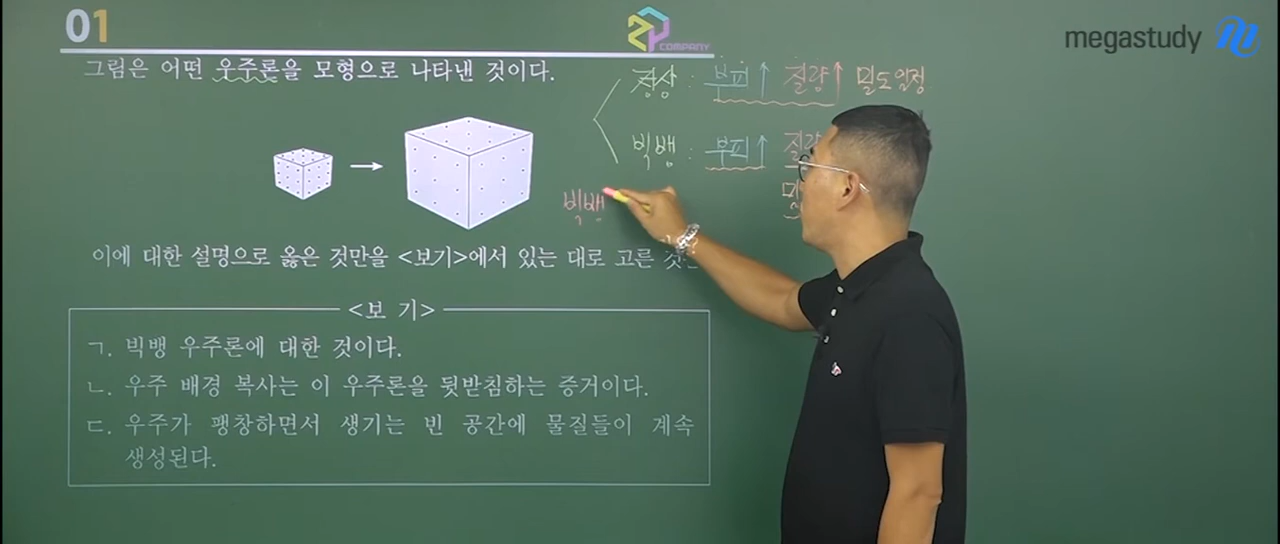 01
ZP COMPANY
megastudy
그림은 어떤 우주론을 모형으로 나타낸 것이다.
정상 : 부피↑ 질량↑ 밀도일정
빅뱅 : 부피↑ 질량
빅뱅
이에 대한 설명으로 옳은 것만을 <보기>에서 있는 대로 고른 것은
<보 기>
ㄱ. 빅뱅 우주론에 대한 것이다.
ㄴ. 우주 배경 복사는 이 우주론을 뒷받침하는 증거이다.
ㄷ. 우주가 팽창하면서 생기는 빈 공간에 물질들이 계속
생성된다.